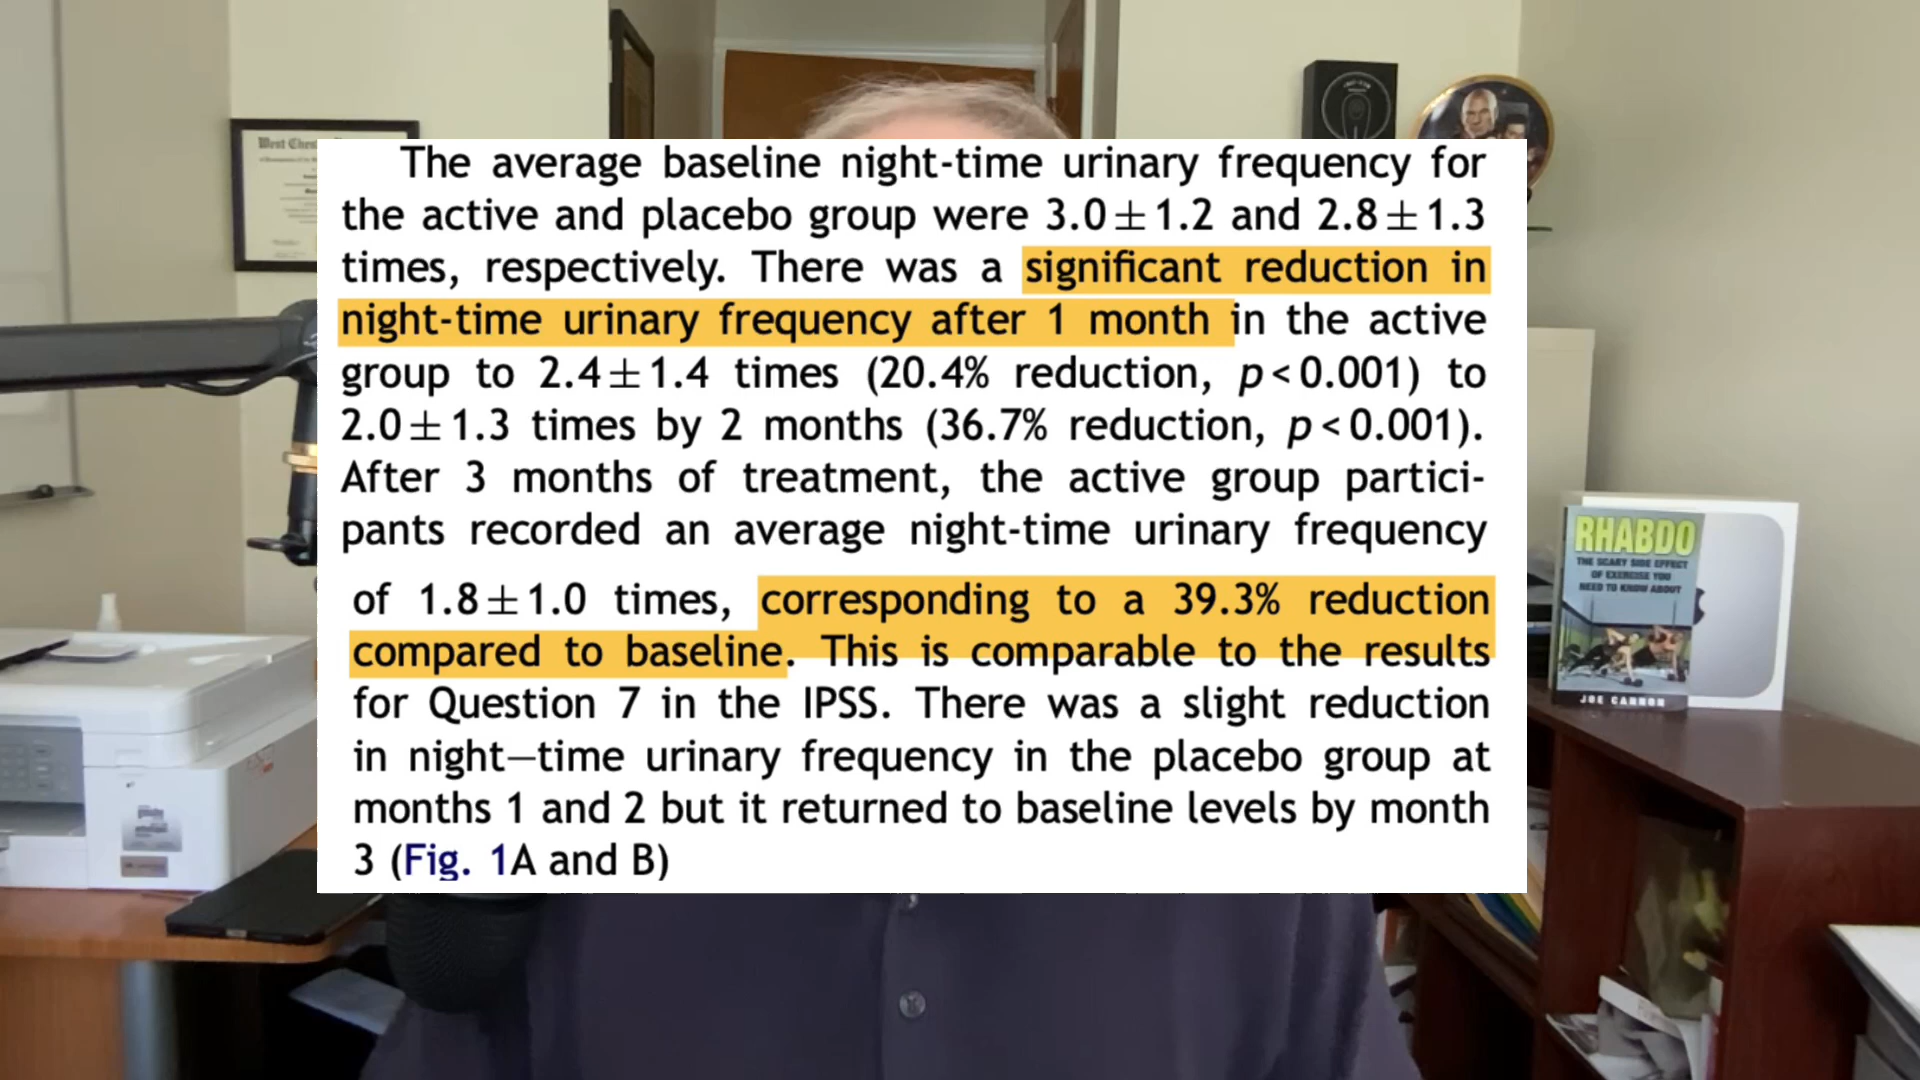 West Ches
The average baseline night-time urinary frequency for
the active and placebo group were 3.0±1.2 and 2.8±1.3
times, respectively. There was a significant reduction in
night-time urinary frequency after 1 month in the active
group to 2.4±1.4 times (20.4% reduction, p<0.001) to
2.0±1.3 times by 2 months (36.7% reduction, p<0.001).
After 3 months of treatment, the active group partici-
pants recorded an average night-time urinary frequency
of 1.8±1.0 times, corresponding to a 39.3% reduction
compared to baseline. This is comparable to the results
for Question 7 in the IPSS. There was a slight reduction
in night—time urinary frequency in the placebo group at
months 1 and 2 but it returned to baseline levels by month
3 (Fig. 1A and B)
RHABDO
THE SCARY SIDE EFFECT
OF EXERCISE YOU
NEED TO KNOW ABOUT
JOE CANNON